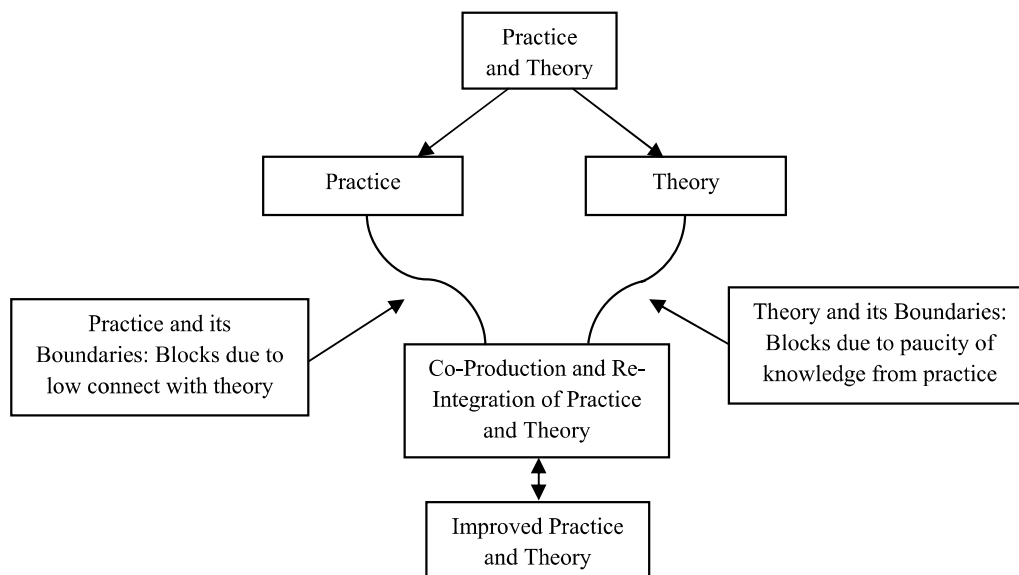 Practice
and Theory
Practice
Theory
Practice and its
Boundaries: Blocks due to
low connect with theory
Theory and its Boundaries:
Blocks due to paucity of
knowledge from practice
Co-Production and Re-
Integration of Practice
and Theory
Improved Practice
and Theory